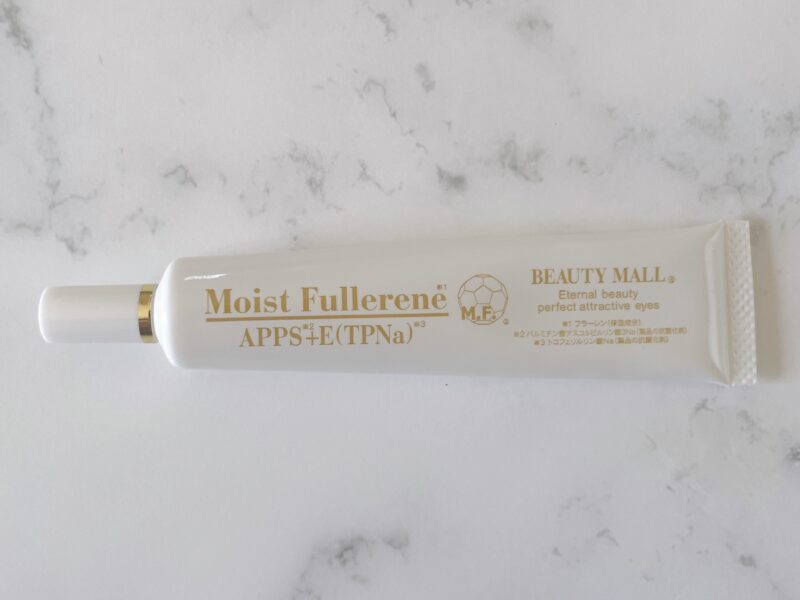 Moist Fullerene※1
APPS※2+E(TPNa)※3
M.F.®
BEAUTY MALL®
Eternal beauty
perfect attractive eyes
※1 フラーレン(保湿成分)
※2 パルミチン酸アスコルビルリン酸3Na(製品の抗酸化剤)
※3 トコフェリルリン酸Na(製品の抗酸化剤)